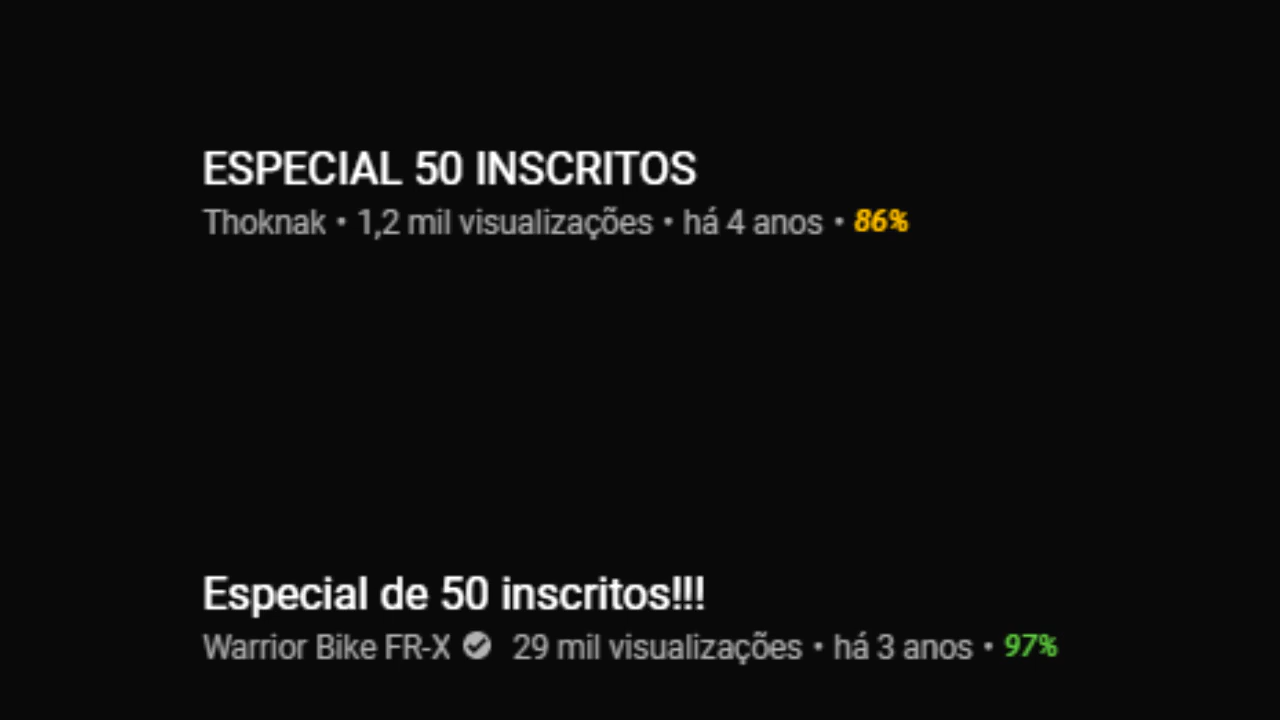 ESPECIAL 50 INSCRITOS
Thoknak • 1,2 mil visualizações • há 4 anos • 86%
Especial de 50 inscritos!!!
Warrior Bike FR-X 29 mil visualizações • há 3 anos • 97%